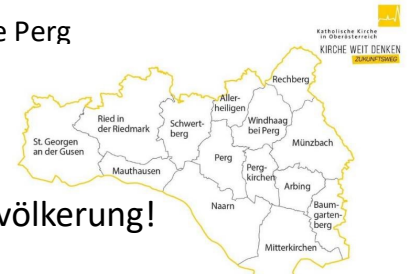 e Perg
Katholische Kirche
in Oberösterreich
KIRCHE WEIT DENKEN
ZUKUNFTSWEG
Rechberg
Aller-
heiligen
Ried in
der Riedmark
Schwert-
berg
Windhaag
bei Perg
Münzbach
St. Georgen
an der Gusen
Perg
Mauthausen
Perg-
kirchen
Arbing
Naarn
Baum-
garten-
berg
völkerung!
Mitterkirchen